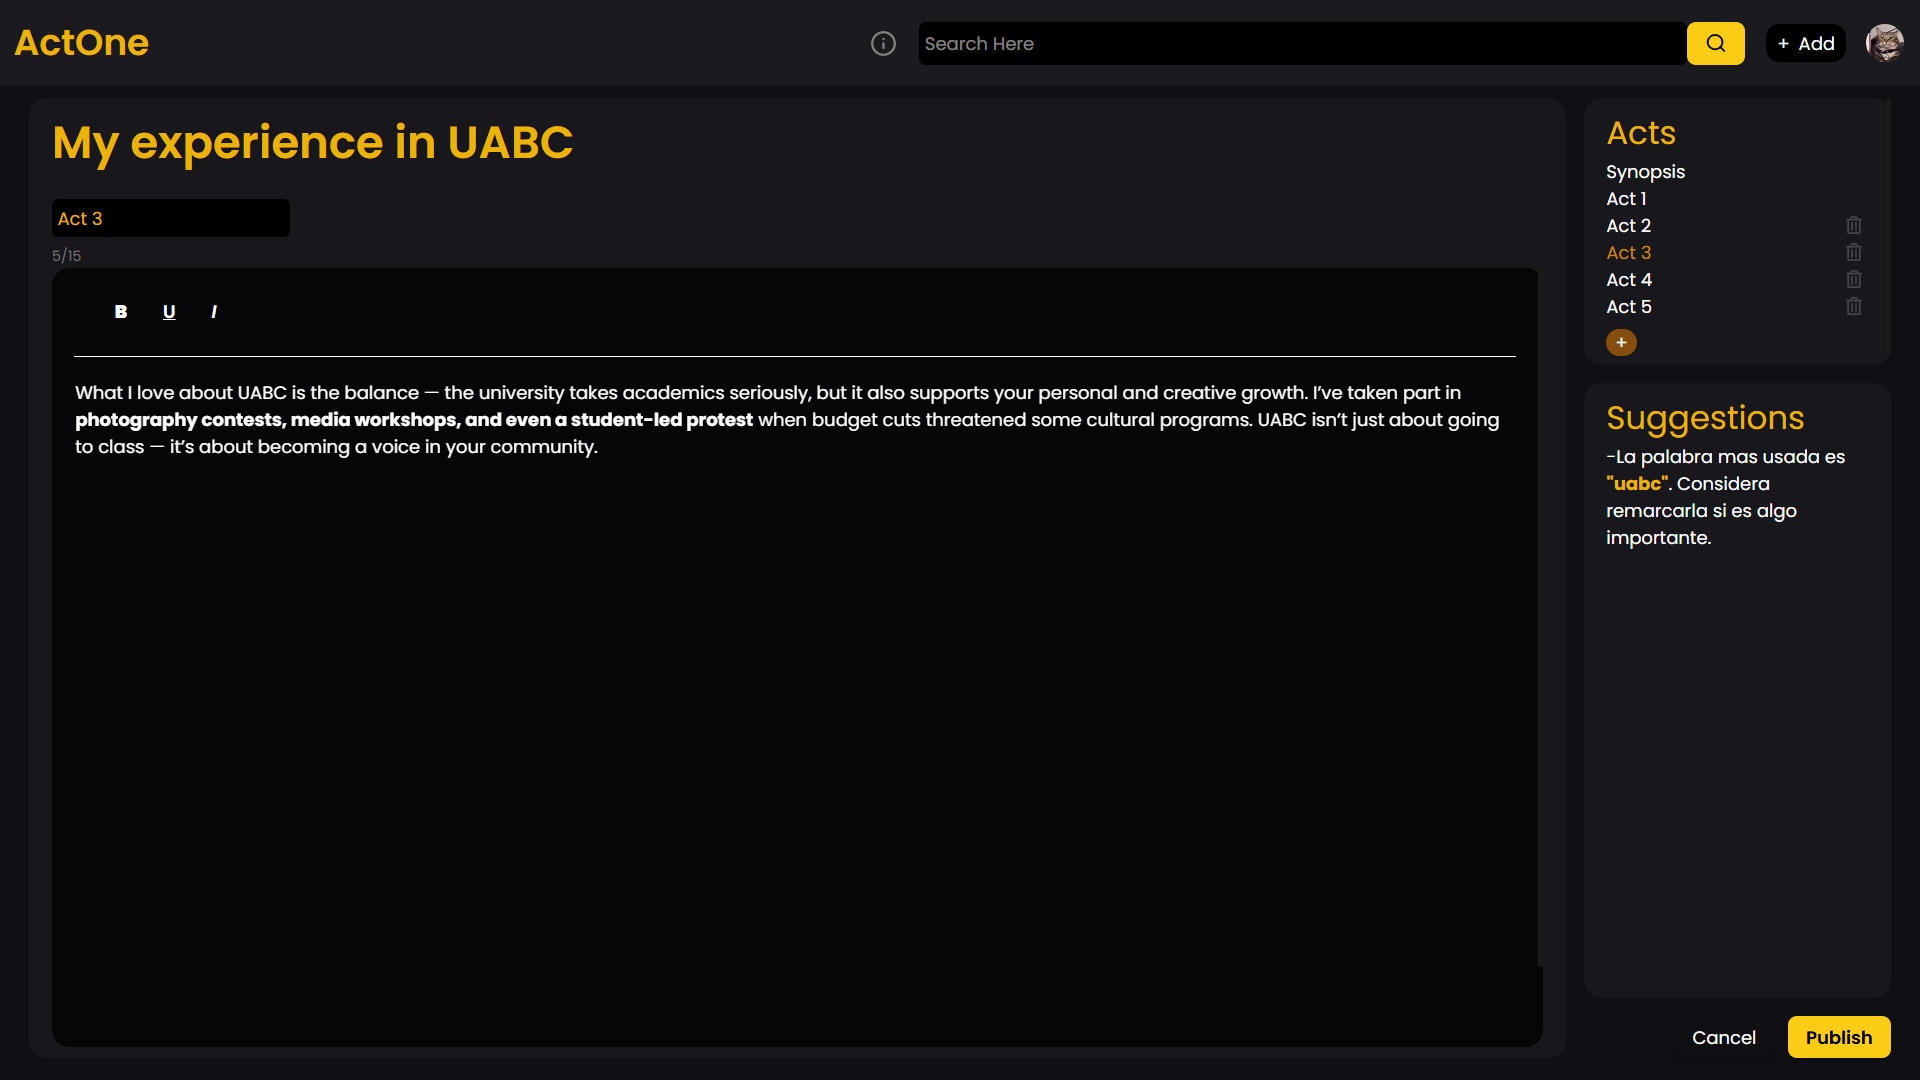 ActOne
Search Here
+ Add
My experience in UABC
Act 3
5/15
B U I
What I love about UABC is the balance — the university takes academics seriously, but it also supports your personal and creative growth. I’ve taken part in
photography contests, media workshops, and even a student-led protest when budget cuts threatened some cultural programs. UABC isn’t just about going
to class — it’s about becoming a voice in your community.
Acts
Synopsis
Act 1
Act 2
Act 3
Act 4
Act 5
+
Suggestions
-La palabra mas usada es
"uabc". Considera
remarcarla si es algo
importante.
Cancel
Publish